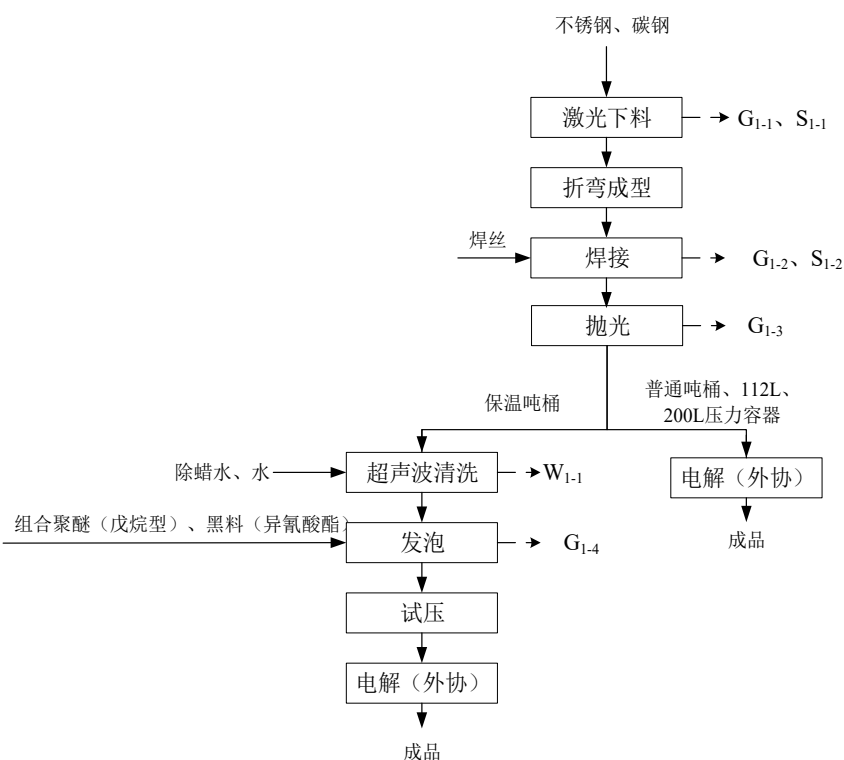 不锈钢、碳钢
激光下料
G1-1、S1-1
折弯成型
焊丝
焊接
G1-2、S1-2
抛光
G1-3
保温吨桶
普通吨桶、112L、
200L压力容器
除蜡水、水
超声波清洗
W1-1
电解（外协）
组合聚醚（戊烷型）、黑料（异氰酸酯）
发泡
G1-4
成品
试压
电解（外协）
成品